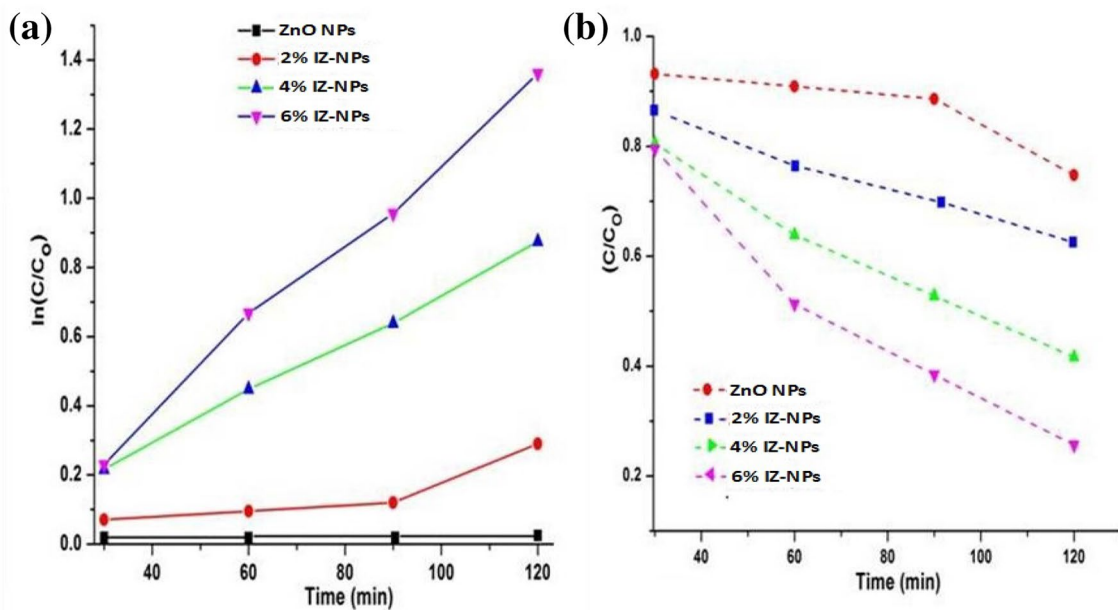 (a)
ZnO NPs
2% IZ-NPs
4% IZ-NPs
6% IZ-NPs
1.4
1.2
1.0
0.8
0.6
0.4
0.2
0.0
ln(C/C_O)
40 60 80 100 120
Time (min)
(b)
1.0
0.8
0.6
0.4
0.2
(C/C_O)
ZnO NPs
2% IZ-NPs
4% IZ-NPs
6% IZ-NPs
40 60 80 100 120
Time (min)